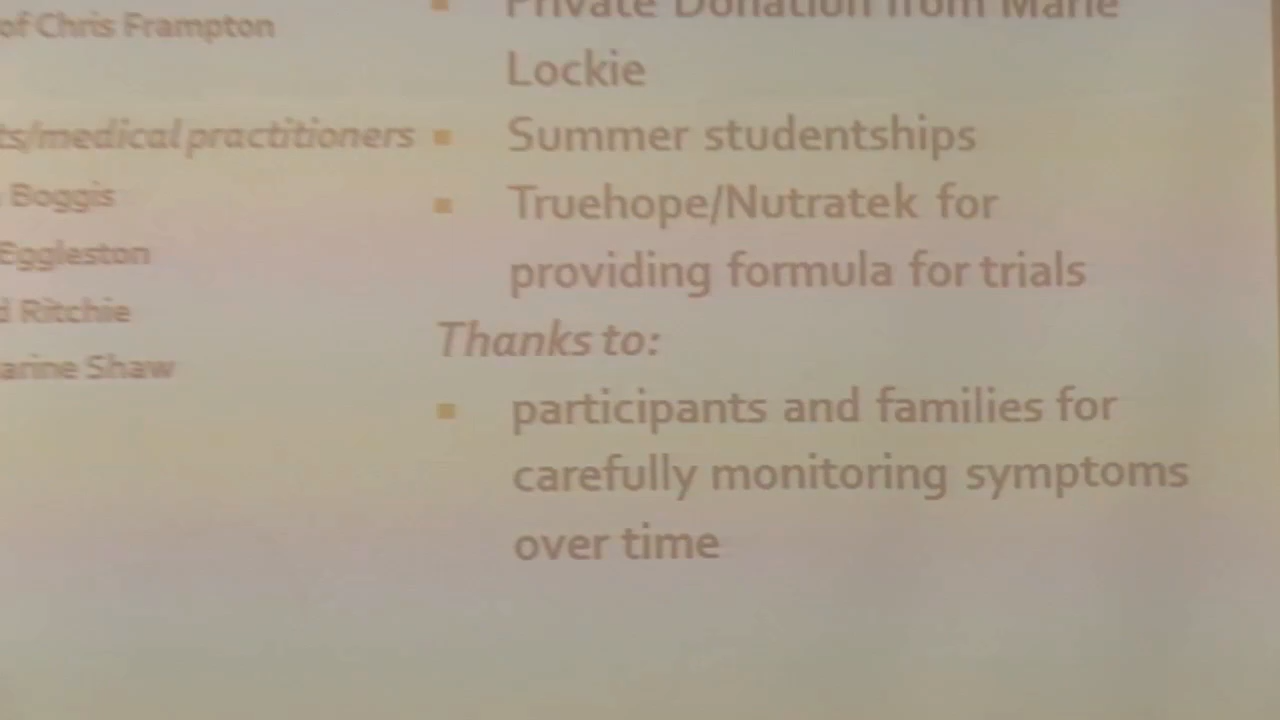 of Chris Frampton
ts/medical practitioners
Boggis
Eggleston
d Ritchie
arine Shaw
Private Donation from Marie
Lockie
Summer studentships
Truehope/Nutratek for
providing formula for trials
Thanks to:
participants and families for
carefully monitoring symptoms
over time